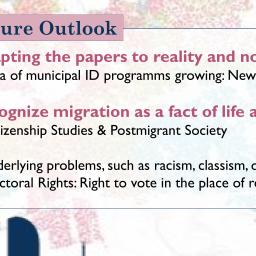 ure Outlook
pting the papers to reality and no
a of municipal ID programms growing: New
ognize migration as a fact of life a
izenship Studies & Postmigrant Society
derlying problems, such as racism, classism, c
ctoral Rights: Right to vote in the place of re